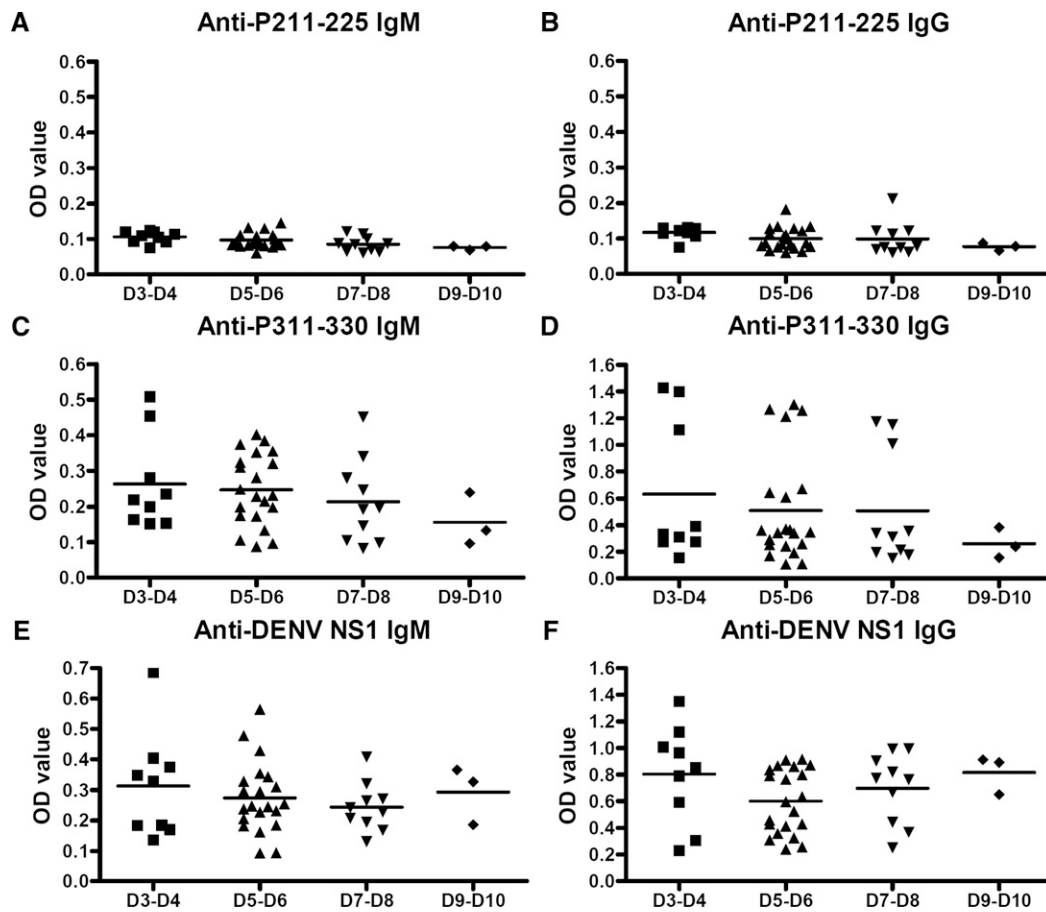 A Anti-P211-225 IgM
OD value
0.6
0.5
0.4
0.3
0.2
0.1
0.0
D3-D4 D5-D6 D7-D8 D9-D10
B Anti-P211-225 IgG
OD value
0.6
0.5
0.4
0.3
0.2
0.1
0.0
D3-D4 D5-D6 D7-D8 D9-D10
C Anti-P311-330 IgM
OD value
0.6
0.5
0.4
0.3
0.2
0.1
0.0
D3-D4 D5-D6 D7-D8 D9-D10
D Anti-P311-330 IgG
OD value
1.6
1.4
1.2
1.0
0.8
0.6
0.4
0.2
0.0
D3-D4 D5-D6 D7-D8 D9-D10
E Anti-DENV NS1 IgM
OD value
0.7
0.6
0.5
0.4
0.3
0.2
0.1
0.0
D3-D4 D5-D6 D7-D8 D9-D10
F Anti-DENV NS1 IgG
OD value
1.6
1.4
1.2
1.0
0.8
0.6
0.4
0.2
0.0
D3-D4 D5-D6 D7-D8 D9-D10